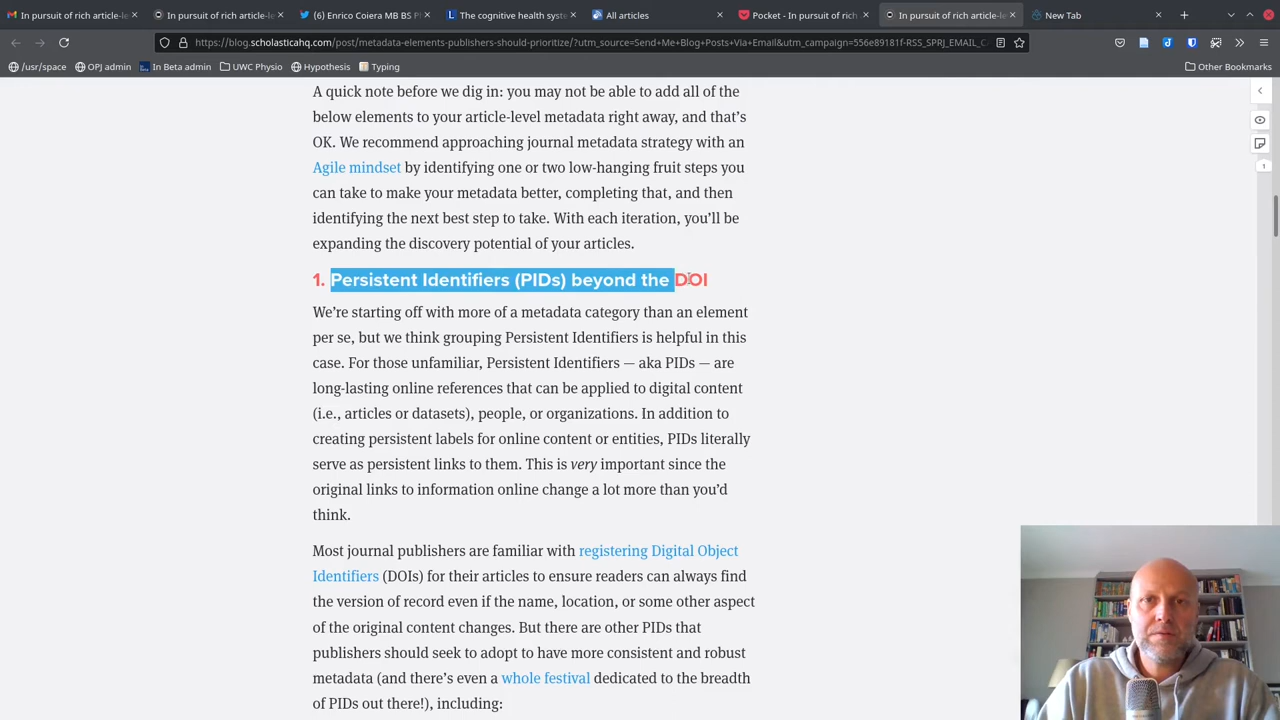 In pursuit of rich article-le
In pursuit of rich article-le
(6) Enrico Coiera MB BS P
The cognitive health syste
All articles
Pocket - In pursuit of rich
In pursuit of rich article-le
New Tab
https://blog.scholasticahq.com/post/metadata-elements-publishers-should-prioritize/?utm_source=Send+Me+Blog+Posts+Via+Email&utm_campaign=556e89181f-RSS_SPRJ_EMAIL_C
/usr/space
OPJ admin
In Beta admin
UWC Physio
Hypothesis
Typing
Other Bookmarks
A quick note before we dig in: you may not be able to add all of the
below elements to your article-level metadata right away, and that's
OK. We recommend approaching journal metadata strategy with an
Agile mindset by identifying one or two low-hanging fruit steps you
can take to make your metadata better, completing that, and then
identifying the next best step to take. With each iteration, you'll be
expanding the discovery potential of your articles.
1. Persistent Identifiers (PIDs) beyond the DOI
We're starting off with more of a metadata category than an element
per se, but we think grouping Persistent Identifiers is helpful in this
case. For those unfamiliar, Persistent Identifiers — aka PIDs — are
long-lasting online references that can be applied to digital content
(i.e., articles or datasets), people, or organizations. In addition to
creating persistent labels for online content or entities, PIDs literally
serve as persistent links to them. This is very important since the
original links to information online change a lot more than you'd
think.
Most journal publishers are familiar with registering Digital Object
Identifiers (DOIs) for their articles to ensure readers can always find
the version of record even if the name, location, or some other aspect
of the original content changes. But there are other PIDs that
publishers should seek to adopt to have more consistent and robust
metadata (and there's even a whole festival dedicated to the breadth
of PIDs out there!), including:
1